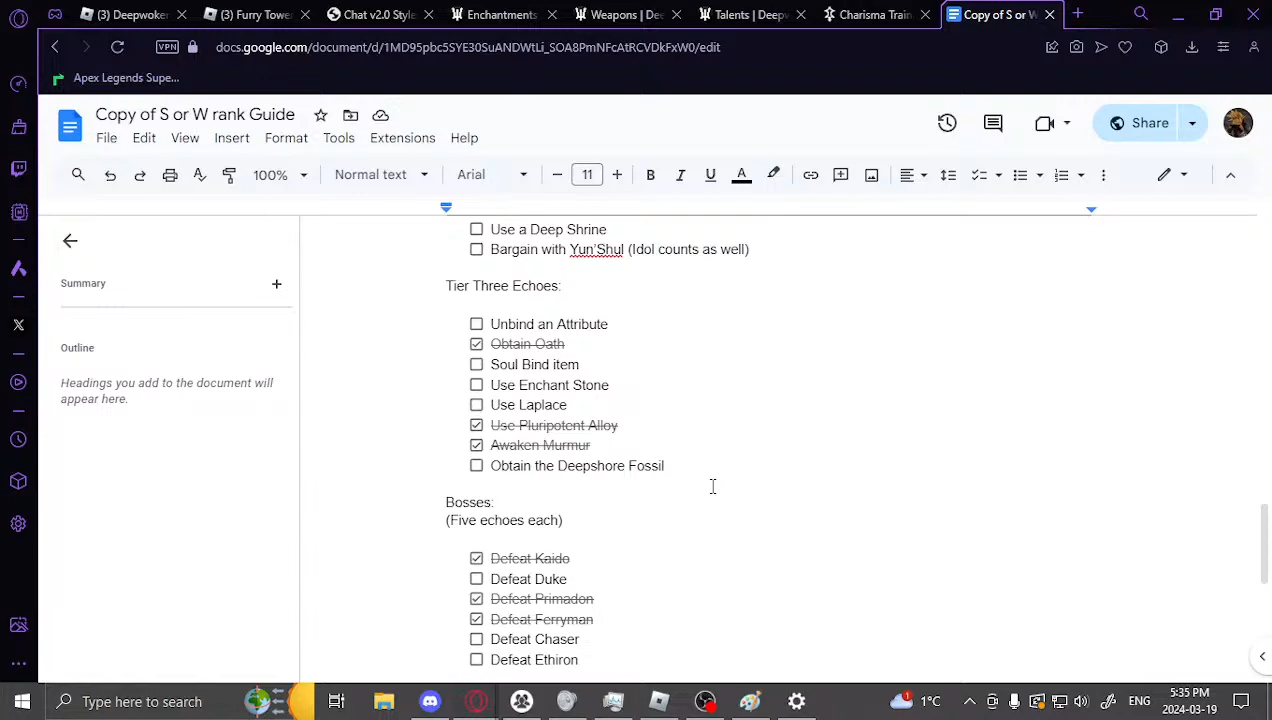 (3) Deepwoker
(3) Furry Tower
Chat v2.0 Style
Enchantments
Weapons | Dee
Talents | Deepw
Charisma Train
Copy of S or W
VPN
docs.google.com/document/d/1MD95pbc5SYE30SuANDWtLi_SOA8PmNFcAtRCVDkFxW0/edit
Apex Legends Supe...
Copy of S or W rank Guide
File Edit View Insert Format Tools Extensions Help
Share
100% Normal text Arial 11 B I U A
Summary
Outline
Headings you add to the document will
appear here.
Use a Deep Shrine
Bargain with Yun'Shul (Idol counts as well)
Tier Three Echoes:
Unbind an Attribute
Obtain Oath
Soul Bind item
Use Enchant Stone
Use Laplace
Use Pluripotent Alloy
Awaken Murmur
Obtain the Deepshore Fossil
Bosses:
(Five echoes each)
Defeat Kaido
Defeat Duke
Defeat Primadon
Defeat Ferryman
Defeat Chaser
Defeat Ethiron
Type here to search
1
1°C
ENG
5:35 PM
2024-03-19